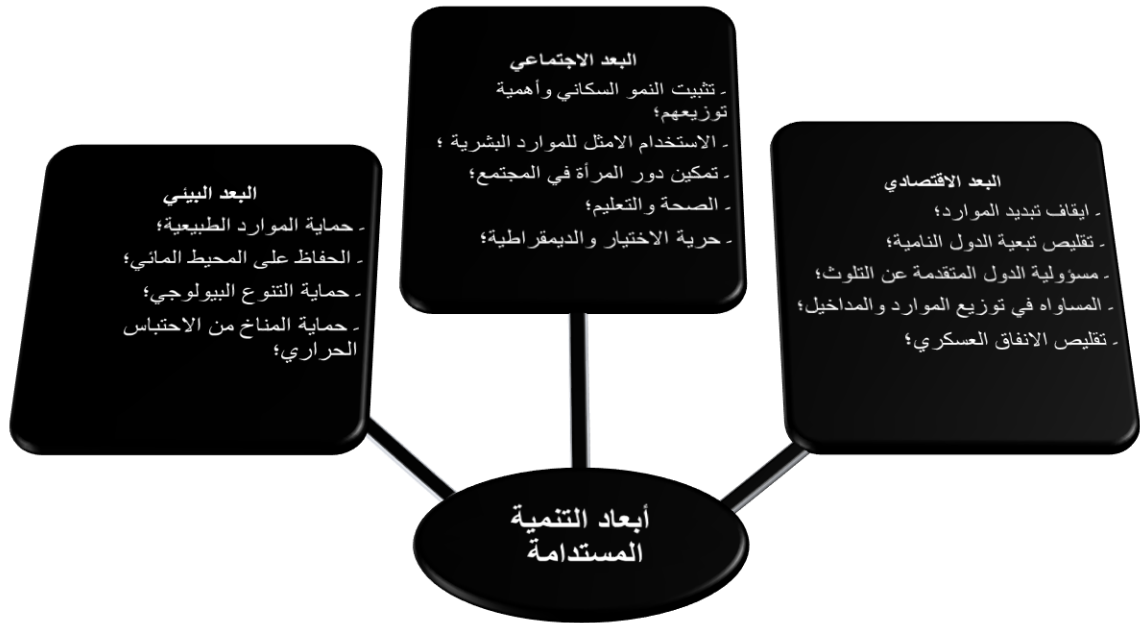 البعد الاقتصادي
- ايقاف تبديد الموارد؛
- تقليص تبعية الدول النامية؛
- مسؤولية الدول المتقدمة عن التلوث؛
- المساواه في توزيع الموارد والمداخيل؛
- تقليص الانفاق العسكري؛
البعد الاجتماعي
- تثبيت النمو السكاني وأهمية
توزيعهم؛
- الاستخدام الامثل للموارد البشرية ؛
- تمكين دور المرأة في المجتمع؛
- الصحة والتعليم؛
- حرية الاختيار والديمقراطية؛
البعد البيئي
- حماية الموارد الطبيعية؛
- الحفاظ على المحيط المائي؛
- حماية التنوع البيولوجي؛
- حماية المناخ من الاحتباس
الحراري؛
أبعاد التنمية
المستدامة